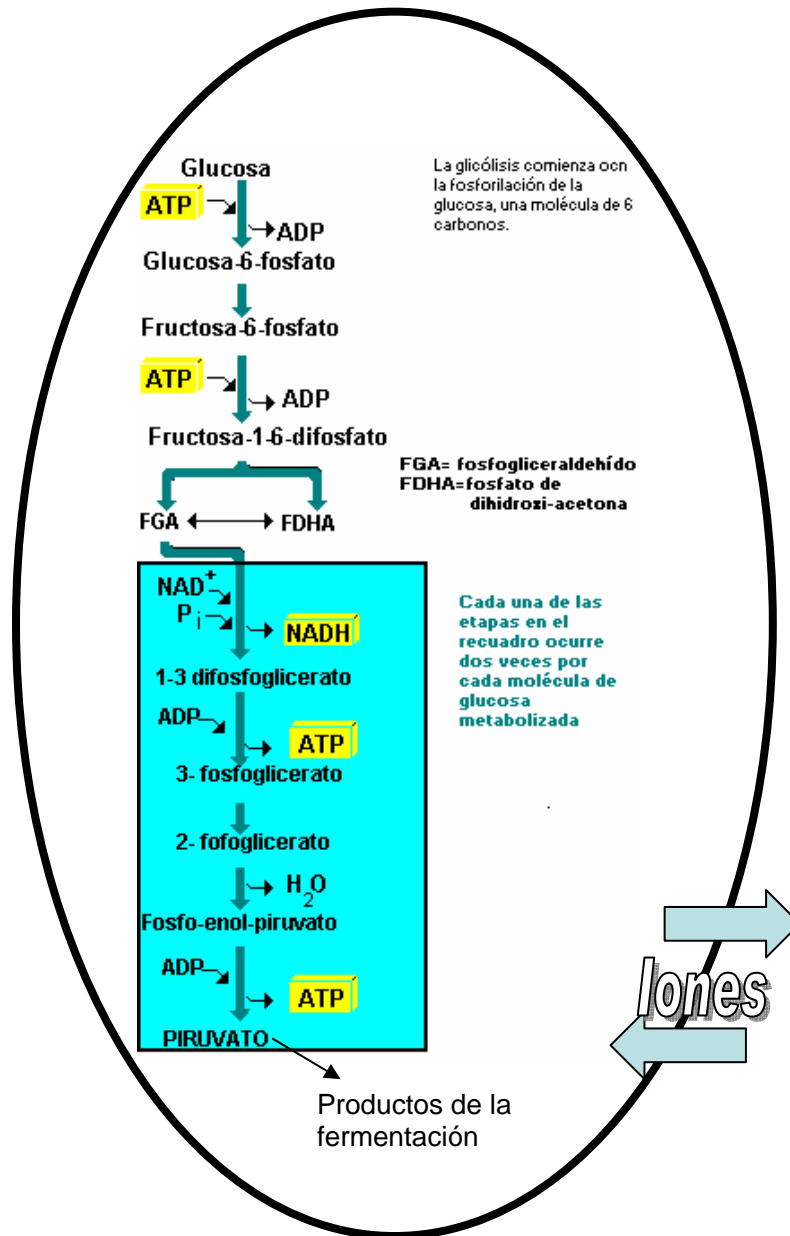 Glucosa
La glicólisis comienza ocn
la fosforilación de la
glucosa, una molécula de 6
carbonos.
ATP
ADP
Glucosa-6-fosfato
Fructosa-6-fosfato
ATP
ADP
Fructosa-1-6-difosfato
FGA= fosfogliceraldehído
FDHA=fosfato de
dihidroxi-acetona
FGA
FDHA
NAD+
Pi
NADH
Cada una de las
etapas en el
recuadro ocurre
dos veces por
cada molécula de
glucosa
metabolizada
1-3 difosfoglicerato
ADP
ATP
3- fosfoglicerato
2- fofoglicerato
H2O
Fosfo-enol-piruvato
ADP
ATP
Iones
PIRUVATO
Productos de la
fermentación